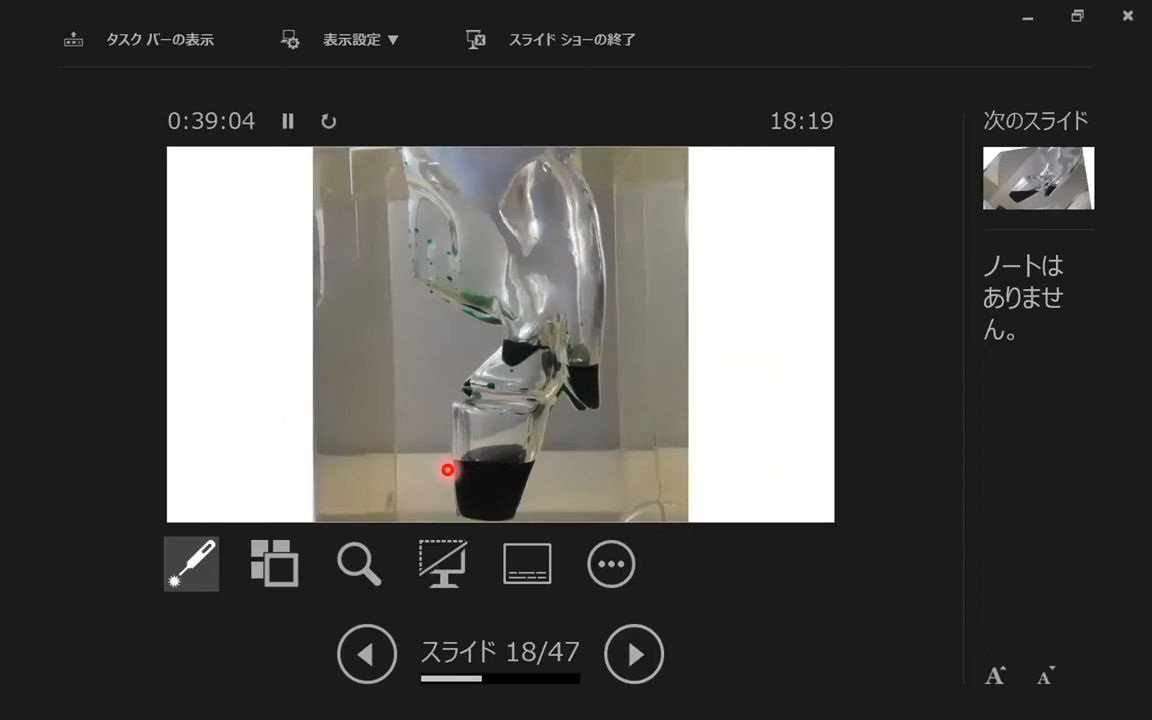 タスク バーの表示
表示設定 ▼
スライド ショーの終了
0:39:04
18:19
次のスライド
ノートは
ありませ
ん。
スライド 18/47
A A